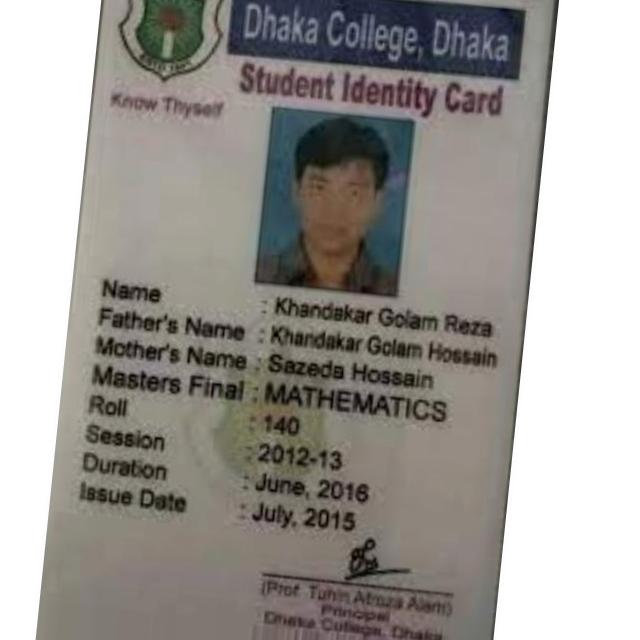 Dhaka College, Dhaka
Student Identity Card
Know Thyself
Name : Khandakar Golam Reza
Father's Name : Khandakar Golam Hossain
Mother's Name : Sazeda Hossain
Masters Final : MATHEMATICS
Roll : 140
Session : 2012-13
Duration : June, 2016
Issue Date : July, 2015
(Prof. Tuhin Afroza Alam)
Principal
Dhaka College, Dhaka